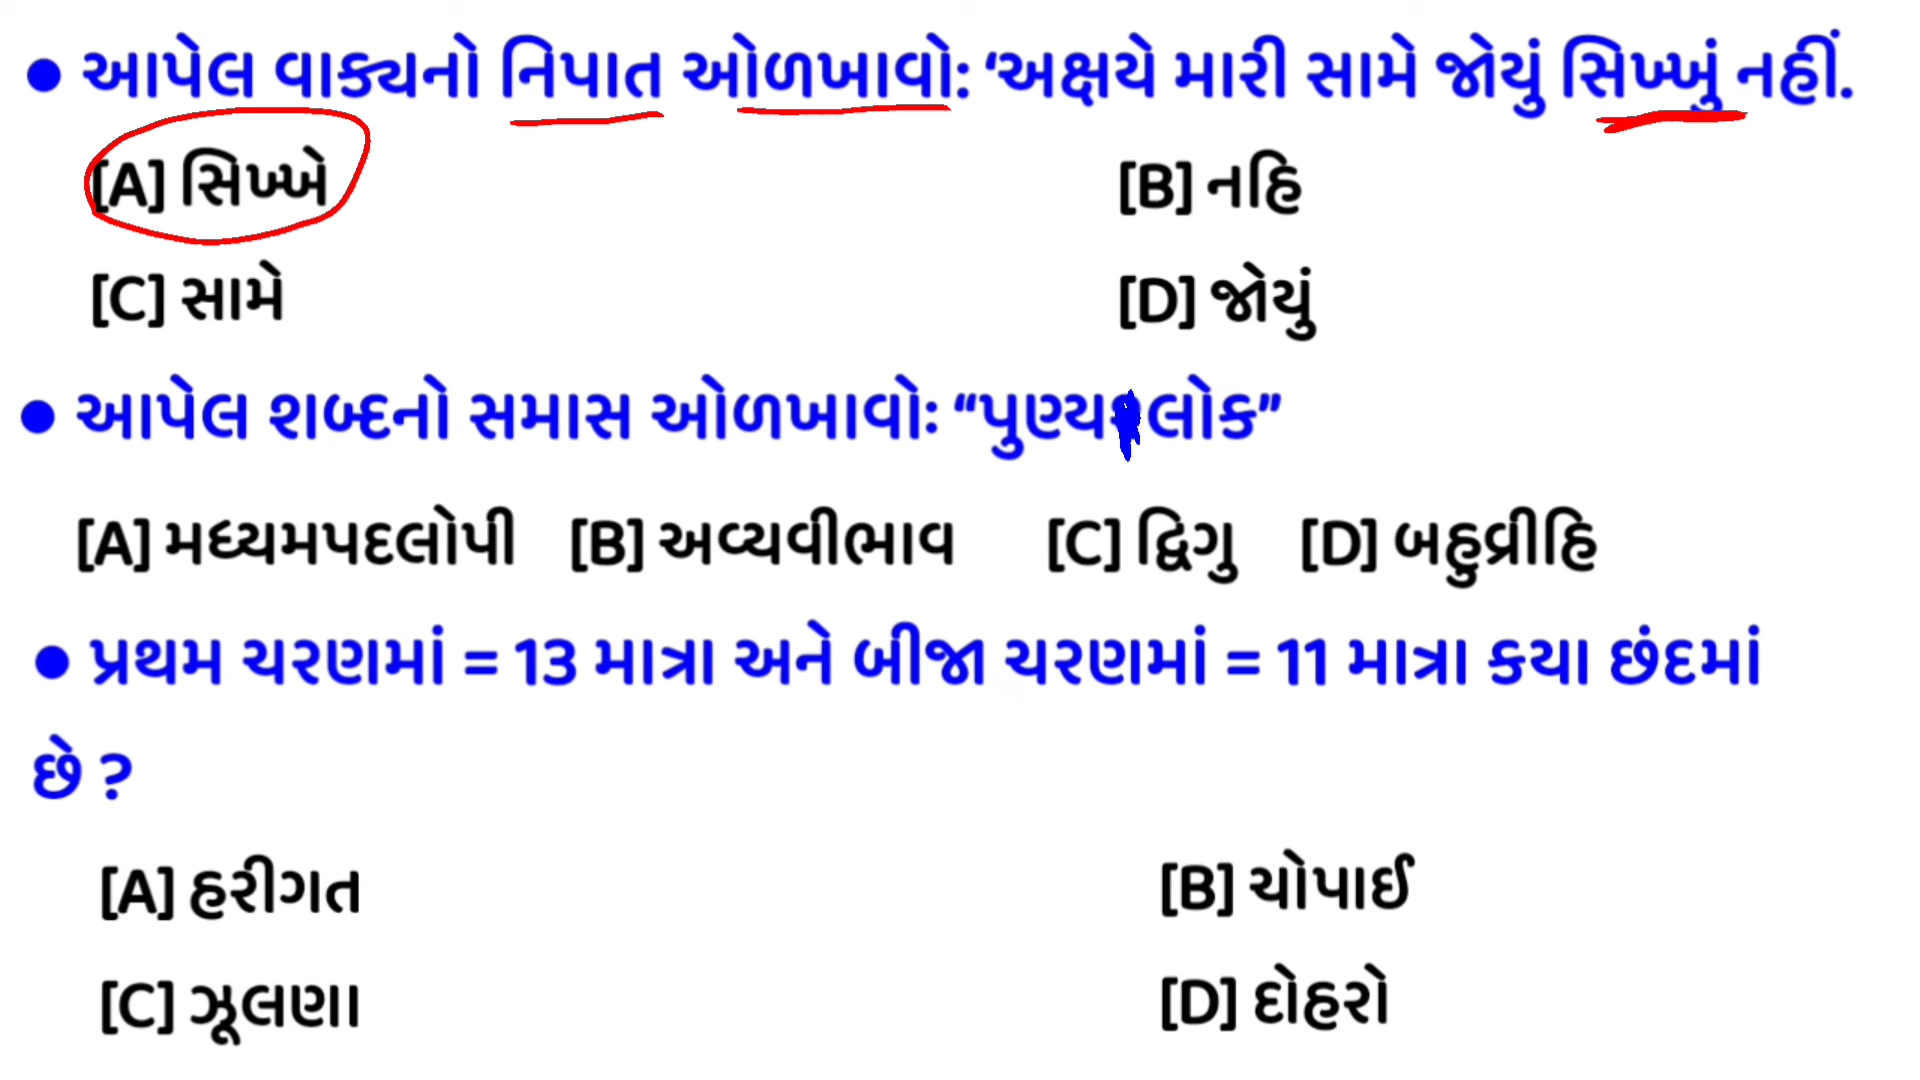 ● આપેલ વાક્યનો નિપાત ઓળખાવો: ‘અક્ષયે મારી સામે જોયું સિખ્ખું નહીં.
[A] સિખ્ખે [B] નહિ
[C] સામે [D] જોયું
● આપેલ શબ્દનો સમાસ ઓળખાવોઃ “પુણ્યશ્લોક”
[A] મધ્યમપદલોપી [B] અવ્યવીભાવ [C] દ્વિગુ [D] બહુવ્રીહિ
● પ્રથમ ચરણમાં = 13 માત્રા અને બીજા ચરણમાં = 11 માત્રા કયા છંદમાં
છે ?
[A] હરીગત [B] ચોપાઈ
[C] ઝૂલણા [D] દોહરો